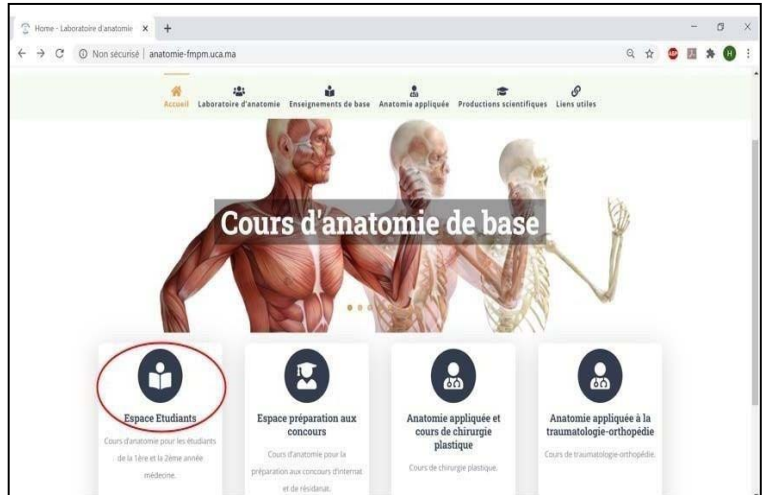 Home - Laboratoire d'anatomie
Non sécurisé | anatomie-fmpm.uca.ma
ABP
H
Accueil Laboratoire d'anatomie Enseignements de base Anatomie appliquée Productions scientifiques Liens utiles
Cours d'anatomie de base
Espace Etudiants
Cours d'anatomie pour les étudiants
de la 1ère et la 2ème année
médecine.
Espace préparation aux
concours
Cours d'anatomie pour la
préparation aux concours d'internat
et de résidanat.
Anatomie appliquée et
cours de chirurgie
plastique
Cours de chirurgie plastique.
Anatomie appliquée à la
traumatologie-orthopédie
Cours de traumatologie-orthopédie.